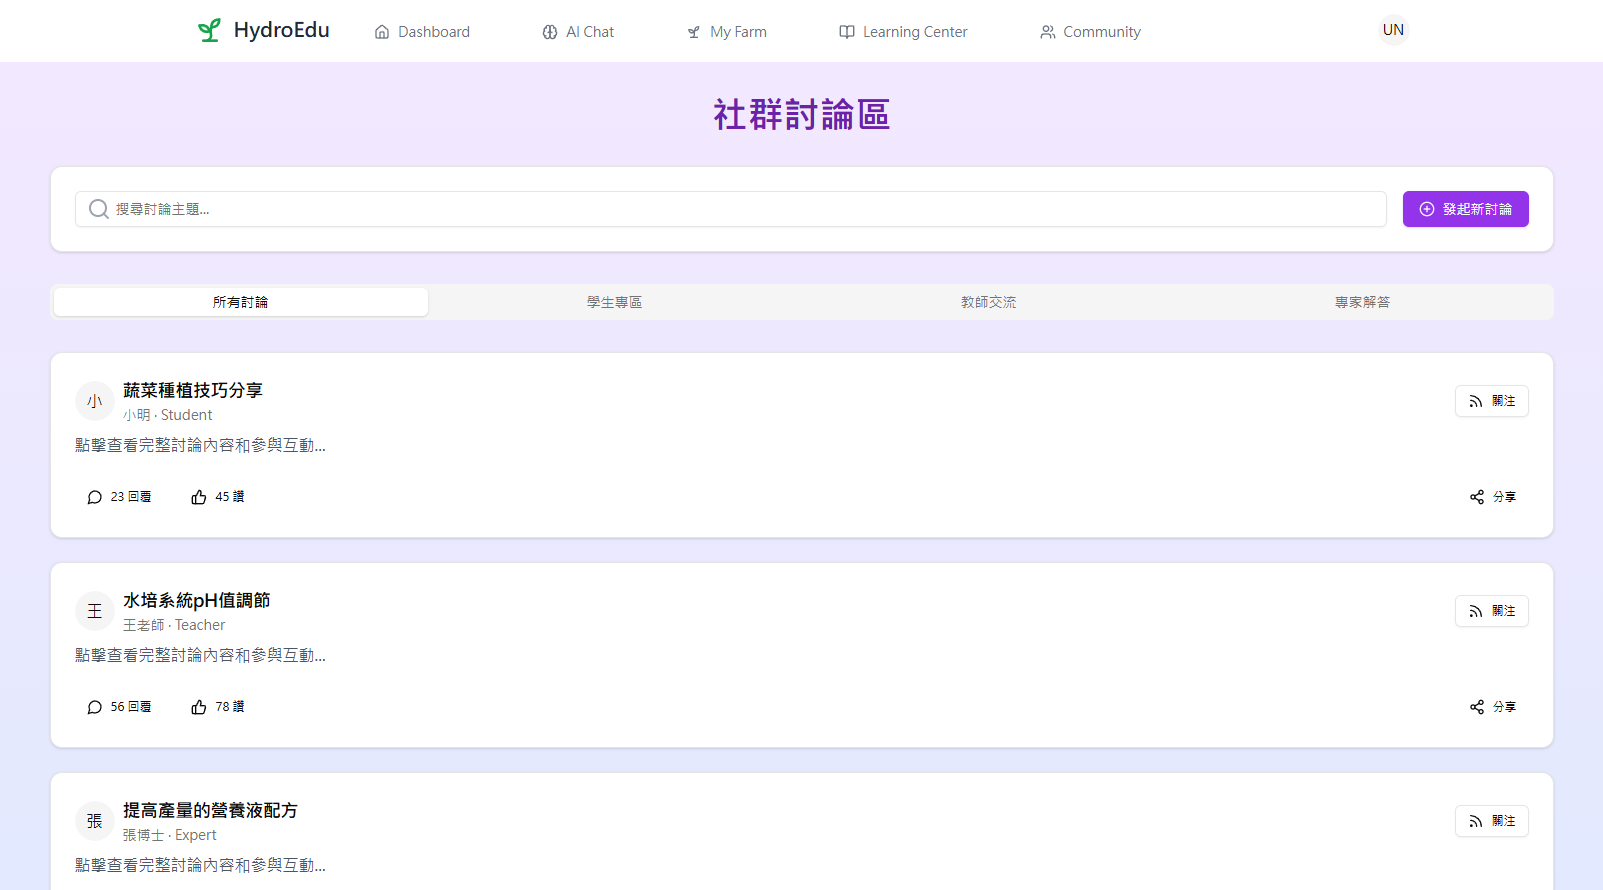 HydroEdu Dashboard AI Chat My Farm Learning Center Community UN
社群討論區
搜尋討論主題... 發起新討論
所有討論 學生專區 教師交流 專家解答
小 蔬菜種植技巧分享 關注
小明 · Student
點擊查看完整討論內容和參與互動...
23 回覆 45 讚 分享
王 水培系統pH值調節 關注
王老師 · Teacher
點擊查看完整討論內容和參與互動...
56 回覆 78 讚 分享
張 提高產量的營養液配方 關注
張博士 · Expert
點擊查看完整討論內容和參與互動...